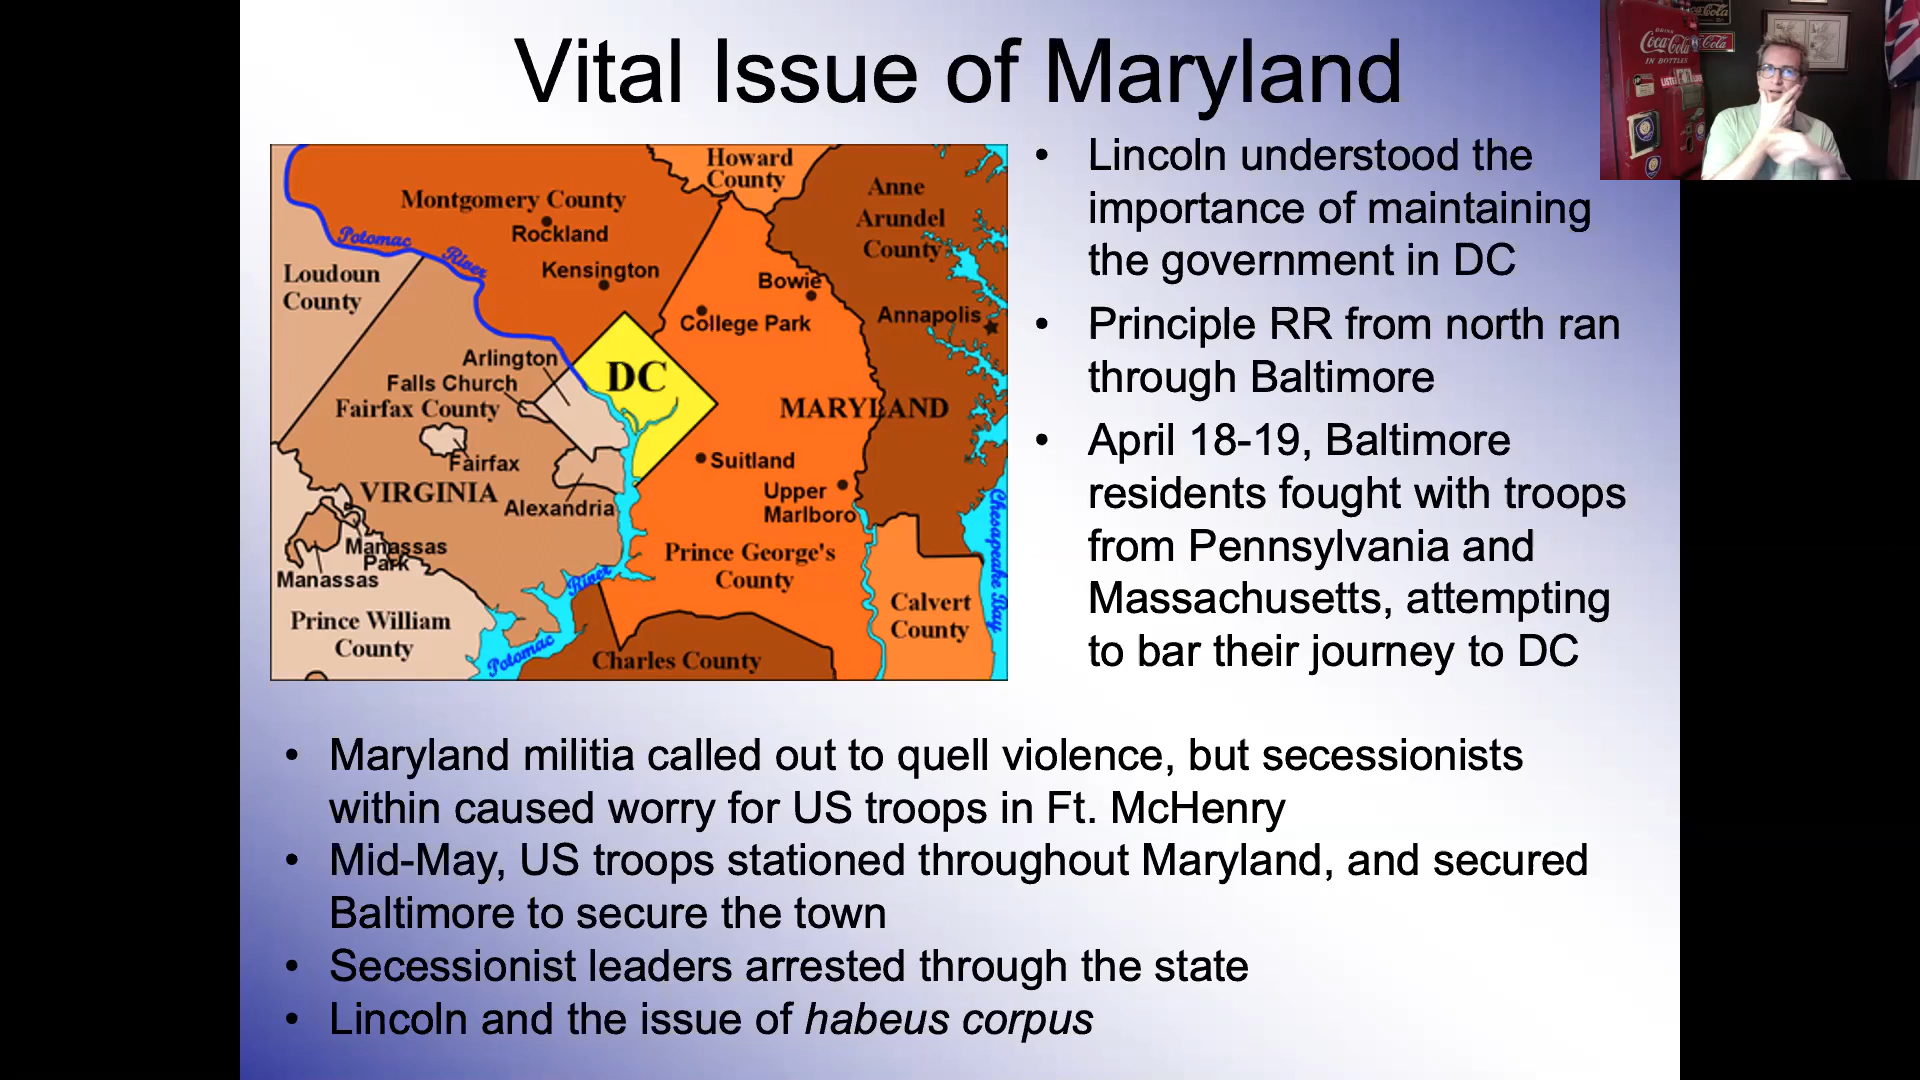 Vital Issue of Maryland
Howard
County
Anne
Arundel
County
Montgomery County
Rockland
Potomac
River
Kensington
Loudoun
County
Bowie
College Park
Annapolis
Arlington
DC
Falls Church
Fairfax County
MARYLAND
Fairfax
Suitland
VIRGINIA
Alexandria
Upper
Marlboro
Chesapeake Bay
Manassas
Park
Manassas
Prince George's
County
River
Calvert
County
Prince William
County
Potomac
Charles County
• Lincoln understood the
importance of maintaining
the government in DC
• Principle RR from north ran
through Baltimore
• April 18-19, Baltimore
residents fought with troops
from Pennsylvania and
Massachusetts, attempting
to bar their journey to DC
• Maryland militia called out to quell violence, but secessionists
within caused worry for US troops in Ft. McHenry
• Mid-May, US troops stationed throughout Maryland, and secured
Baltimore to secure the town
• Secessionist leaders arrested through the state
• Lincoln and the issue of habeus corpus
DRINK
Coca-Cola
IN BOTTLES